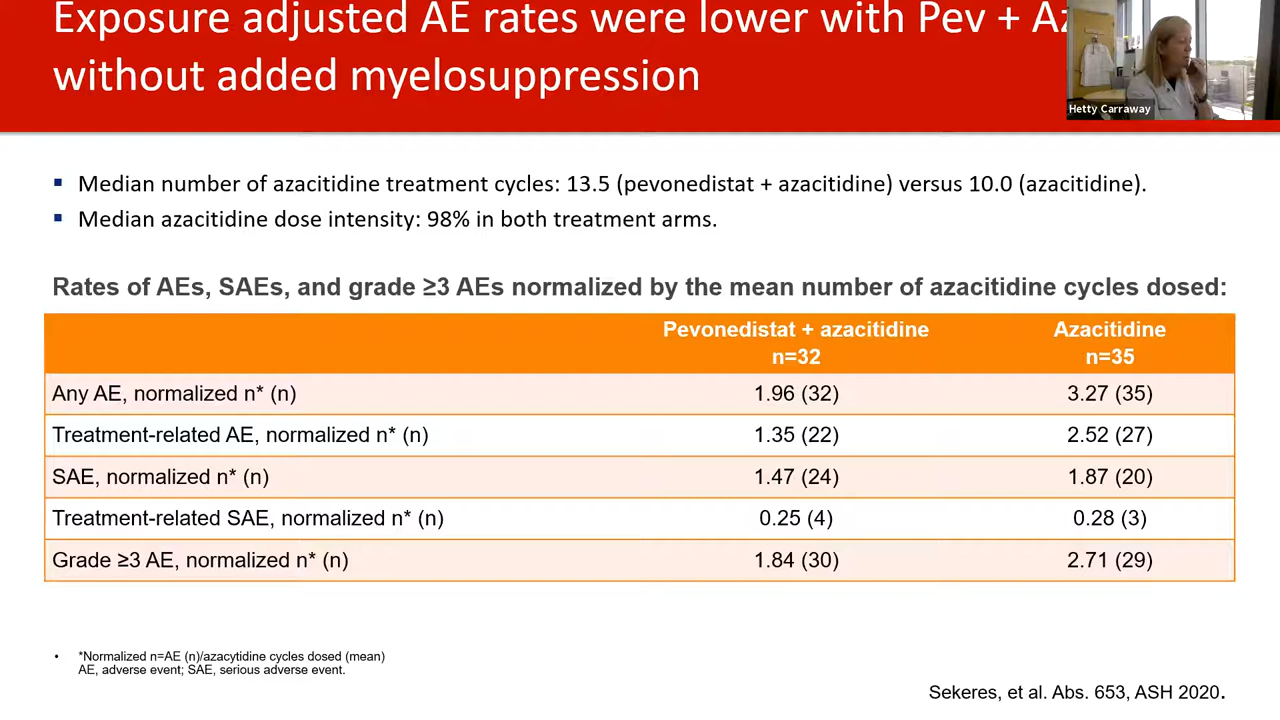 Exposure adjusted AE rates were lower with Pev +
without added myelosuppression
Hetty Carraway
▪ Median number of azacitidine treatment cycles: 13.5 (pevonedistat + azacitidine) versus 10.0 (azacitidine).
▪ Median azacitidine dose intensity: 98% in both treatment arms.
Rates of AEs, SAEs, and grade ≥3 AEs normalized by the mean number of azacitidine cycles dosed:
Pevonedistat + azacitidine Azacitidine
n=32 n=35
Any AE, normalized n* (n) 1.96 (32) 3.27 (35)
Treatment-related AE, normalized n* (n) 1.35 (22) 2.52 (27)
SAE, normalized n* (n) 1.47 (24) 1.87 (20)
Treatment-related SAE, normalized n* (n) 0.25 (4) 0.28 (3)
Grade ≥3 AE, normalized n* (n) 1.84 (30) 2.71 (29)
• *Normalized n=AE (n)/azacytidine cycles dosed (mean)
AE, adverse event; SAE, serious adverse event.
Sekeres, et al. Abs. 653, ASH 2020.